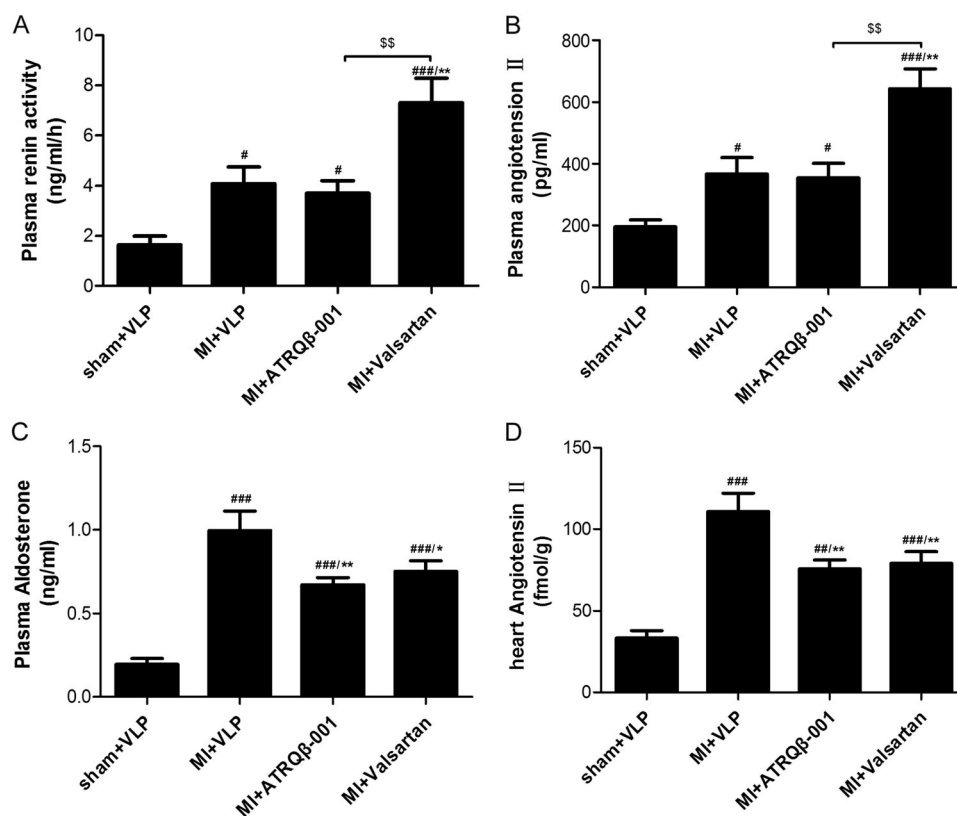 A
Plasma renin activity
(ng/ml/h)
10
8
6
4
2
0
#
#
###/**
$$
sham+VLP
MI+VLP
MI+ATRQβ-001
MI+Valsartan
B
Plasma angiotension II
(pg/ml)
800
600
400
200
0
#
#
###/**
$$
sham+VLP
MI+VLP
MI+ATRQβ-001
MI+Valsartan
C
Plasma Aldosterone
(ng/ml)
1.5
1.0
0.5
0.0
###
###/**
###/*
sham+VLP
MI+VLP
MI+ATRQβ-001
MI+Valsartan
D
heart Angiotensin II
(fmol/g)
150
100
50
0
###
##/**
###/**
sham+VLP
MI+VLP
MI+ATRQβ-001
MI+Valsartan